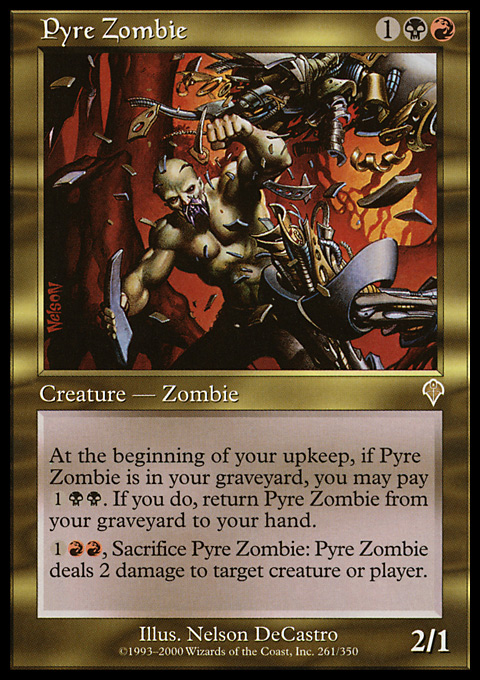 Pyre Zombie 1
NELSON
Creature — Zombie
At the beginning of your upkeep, if Pyre
Zombie is in your graveyard, you may pay
1 . If you do, return Pyre Zombie from
your graveyard to your hand.
1 , Sacrifice Pyre Zombie: Pyre Zombie
deals 2 damage to target creature or player.
Illus. Nelson DeCastro
©1993–2000 Wizards of the Coast, Inc. 261/350
2/1